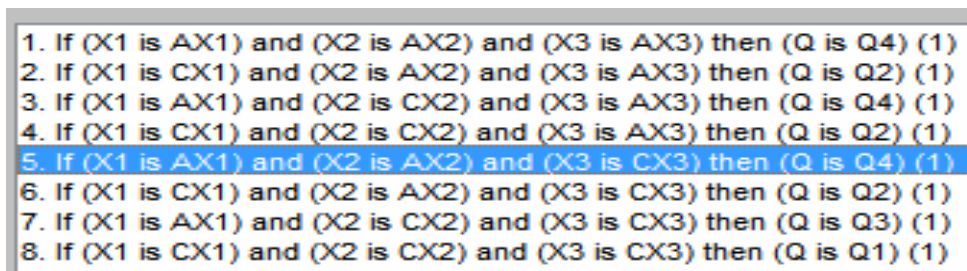 1. If (X1 is AX1) and (X2 is AX2) and (X3 is AX3) then (Q is Q4) (1)
2. If (X1 is CX1) and (X2 is AX2) and (X3 is AX3) then (Q is Q2) (1)
3. If (X1 is AX1) and (X2 is CX2) and (X3 is AX3) then (Q is Q4) (1)
4. If (X1 is CX1) and (X2 is CX2) and (X3 is AX3) then (Q is Q2) (1)
5. If (X1 is AX1) and (X2 is AX2) and (X3 is CX3) then (Q is Q4) (1)
6. If (X1 is CX1) and (X2 is AX2) and (X3 is CX3) then (Q is Q2) (1)
7. If (X1 is AX1) and (X2 is CX2) and (X3 is CX3) then (Q is Q3) (1)
8. If (X1 is CX1) and (X2 is CX2) and (X3 is CX3) then (Q is Q1) (1)